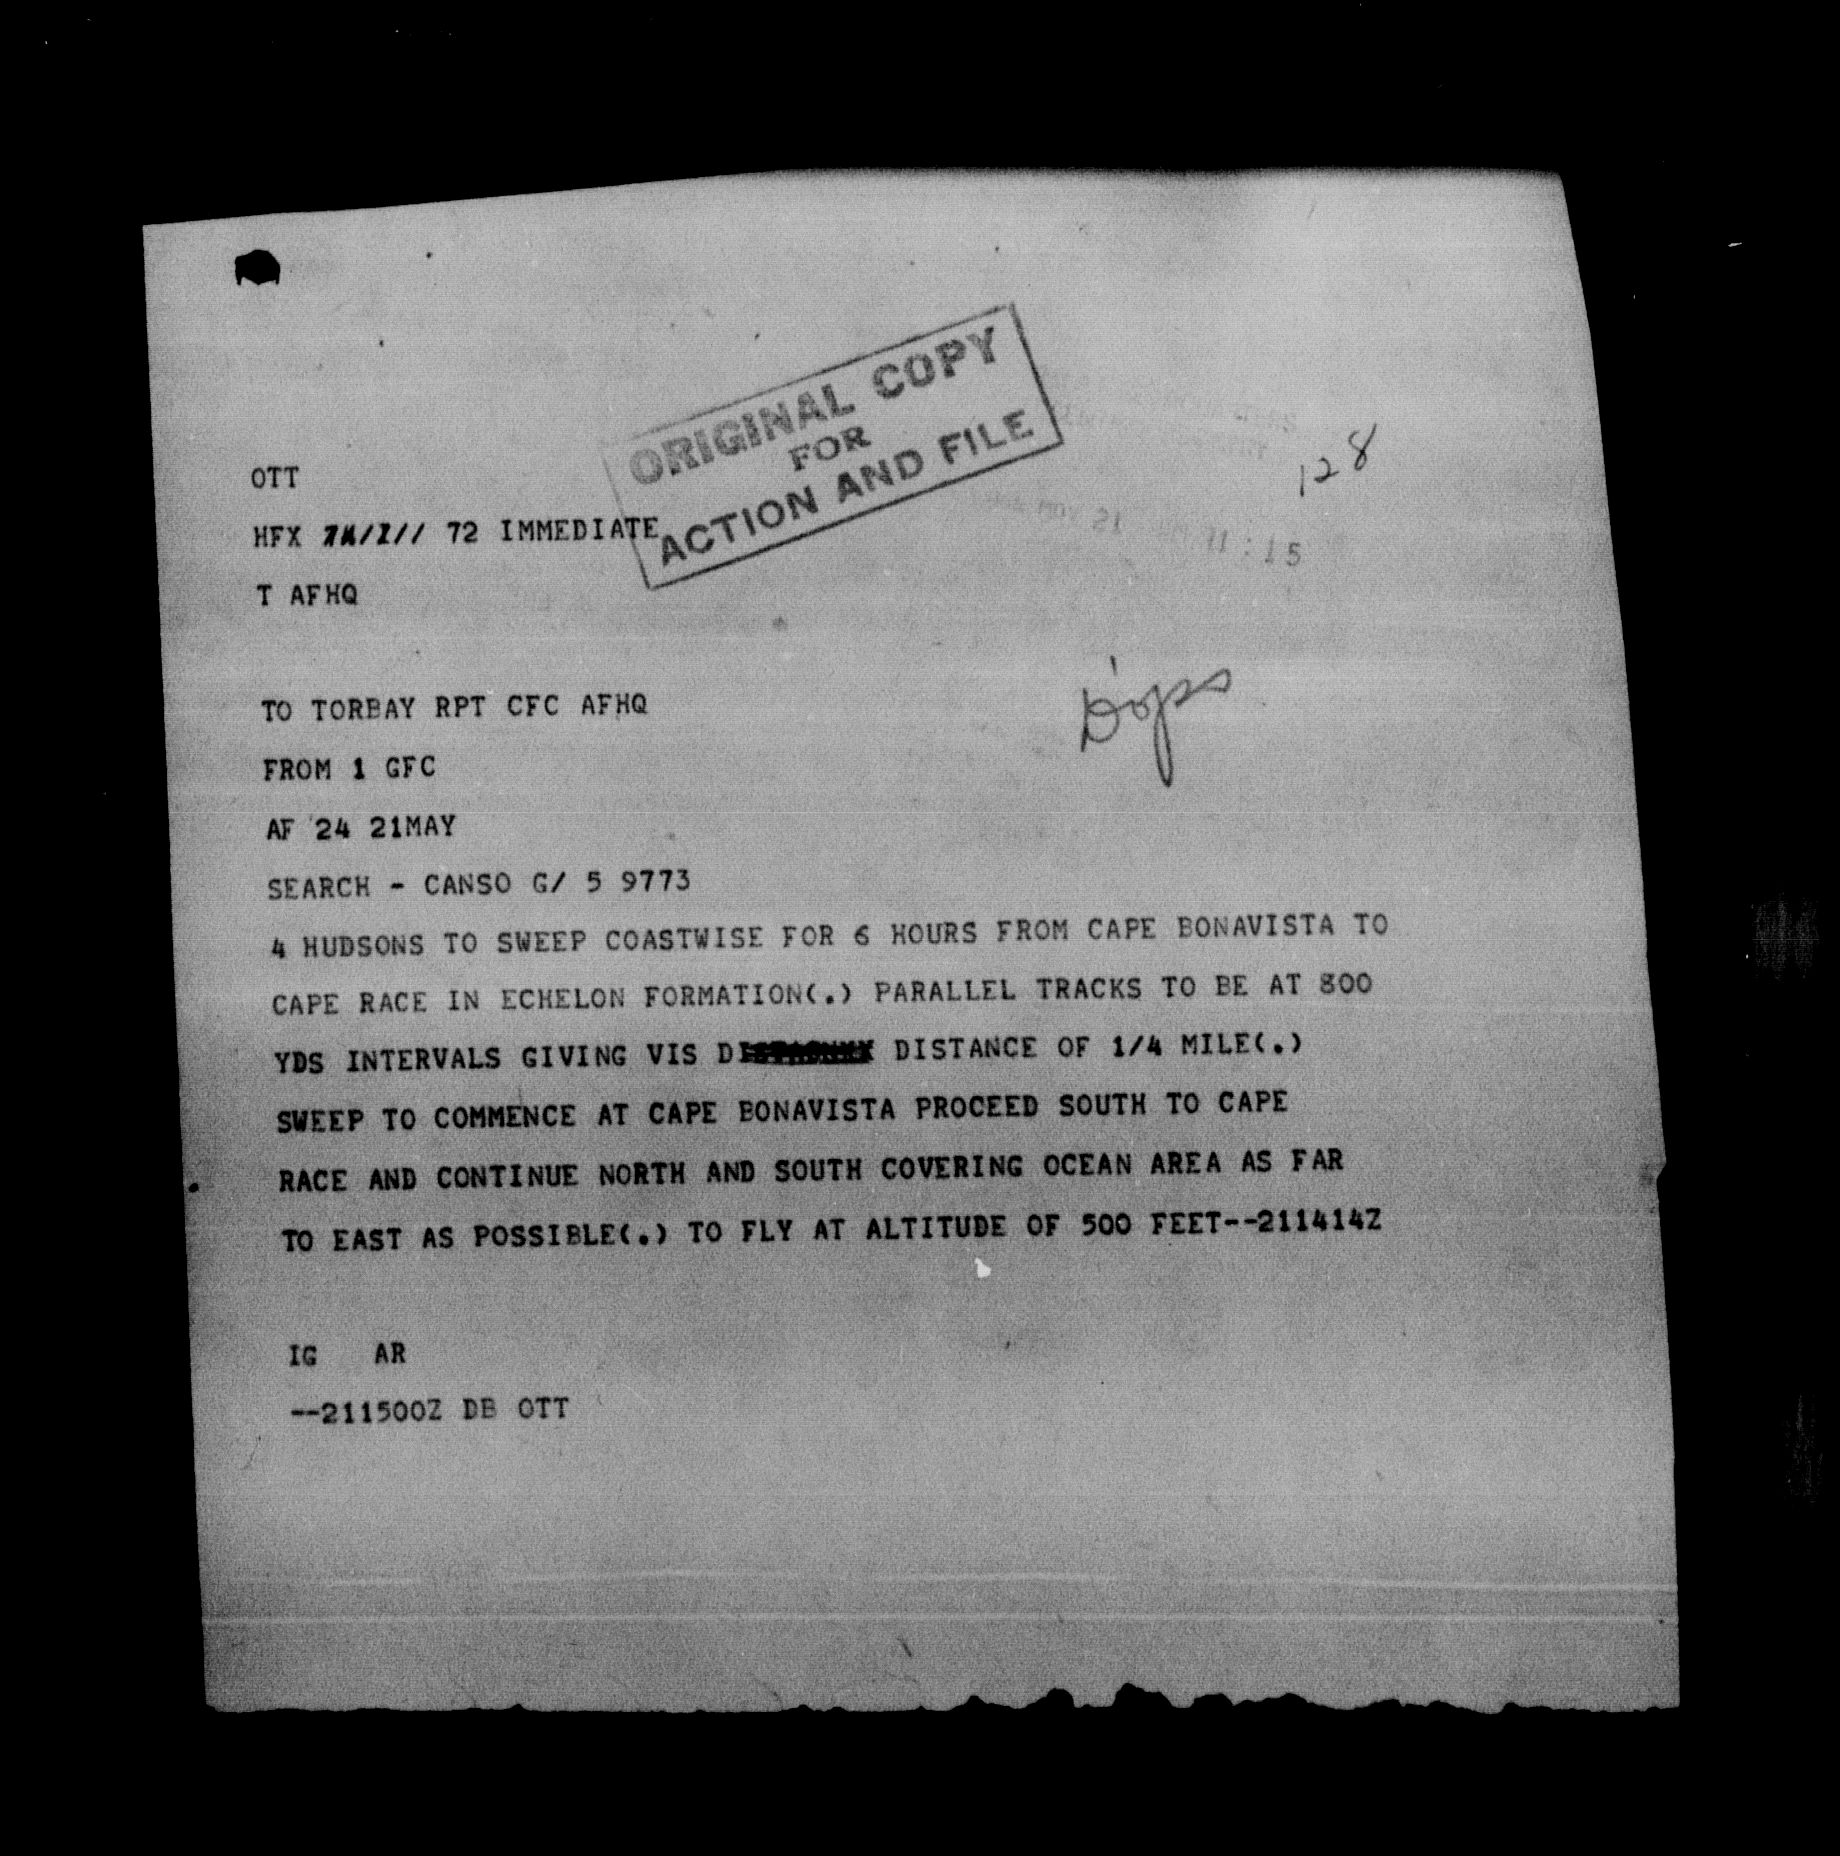 ORIGINAL COPY
FOR
ACTION AND FILE
128
OTT
HFX 72 IMMEDIATE
11:15
T AFHQ
D'ops
TO TORBAY RPT CFC AFHQ
FROM 1 GFC
AF 24 21MAY
SEARCH - CANSO G/ 5 9773
4 HUDSONS TO SWEEP COASTWISE FOR 6 HOURS FROM CAPE BONAVISTA TO
CAPE RACE IN ECHELON FORMATION(.) PARALLEL TRACKS TO BE AT 800
YDS INTERVALS GIVING VIS DISTANCE OF 1/4 MILE(.)
SWEEP TO COMMENCE AT CAPE BONAVISTA PROCEED SOUTH TO CAPE
RACE AND CONTINUE NORTH AND SOUTH COVERING OCEAN AREA AS FAR
TO EAST AS POSSIBLE(.) TO FLY AT ALTITUDE OF 500 FEET--211414Z
IG AR
--211500Z DB OTT